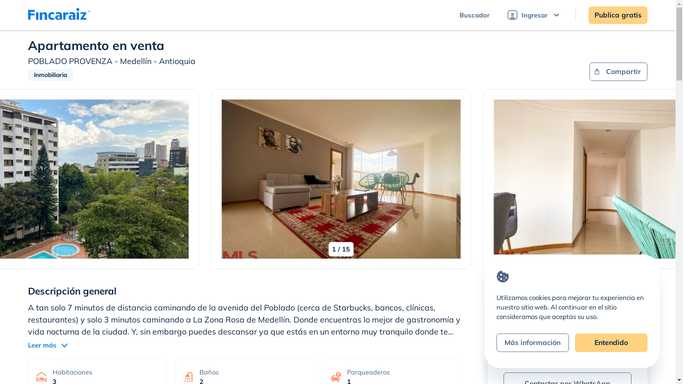 Fincaraiz
Buscador
Ingresar
Publica gratis
Apartamento en venta
POBLADO PROVENZA - Medellín - Antioquia
Inmobiliaria
Compartir
MLS
1 / 15
Descripción general
A tan solo 7 minutos de distancia caminando de la avenida del Poblado (cerca de Starbucks, bancos, clínicas,
restaurantes) y solo 3 minutos caminando a La Zona Rosa de Medellín. Donde encuentras lo mejor de gastronomía y
vida nocturna de la ciudad. Y, sin embargo puedes descansar ya que estás en un entorno muy tranquilo donde te...
Leer más
Habitaciones
3
Baños
2
Parqueaderos
1
Utilizamos cookies para mejorar tu experiencia en
nuestro sitio web. Al continuar en el sitio
consideramos que aceptas su uso.
Más información
Entendido
Contactar por WhatsApp